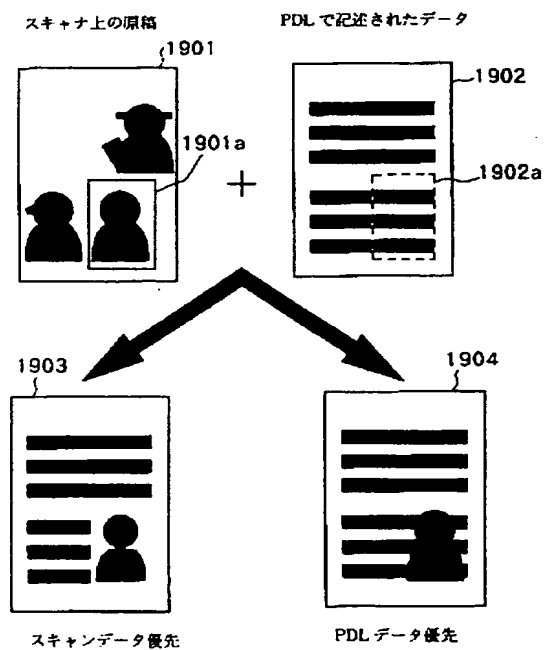 スキャナ上の原稿
PDLで記述されたデータ
1901
1902
1901a
1902a
+
1903
1904
スキャンデータ優先
PDLデータ優先